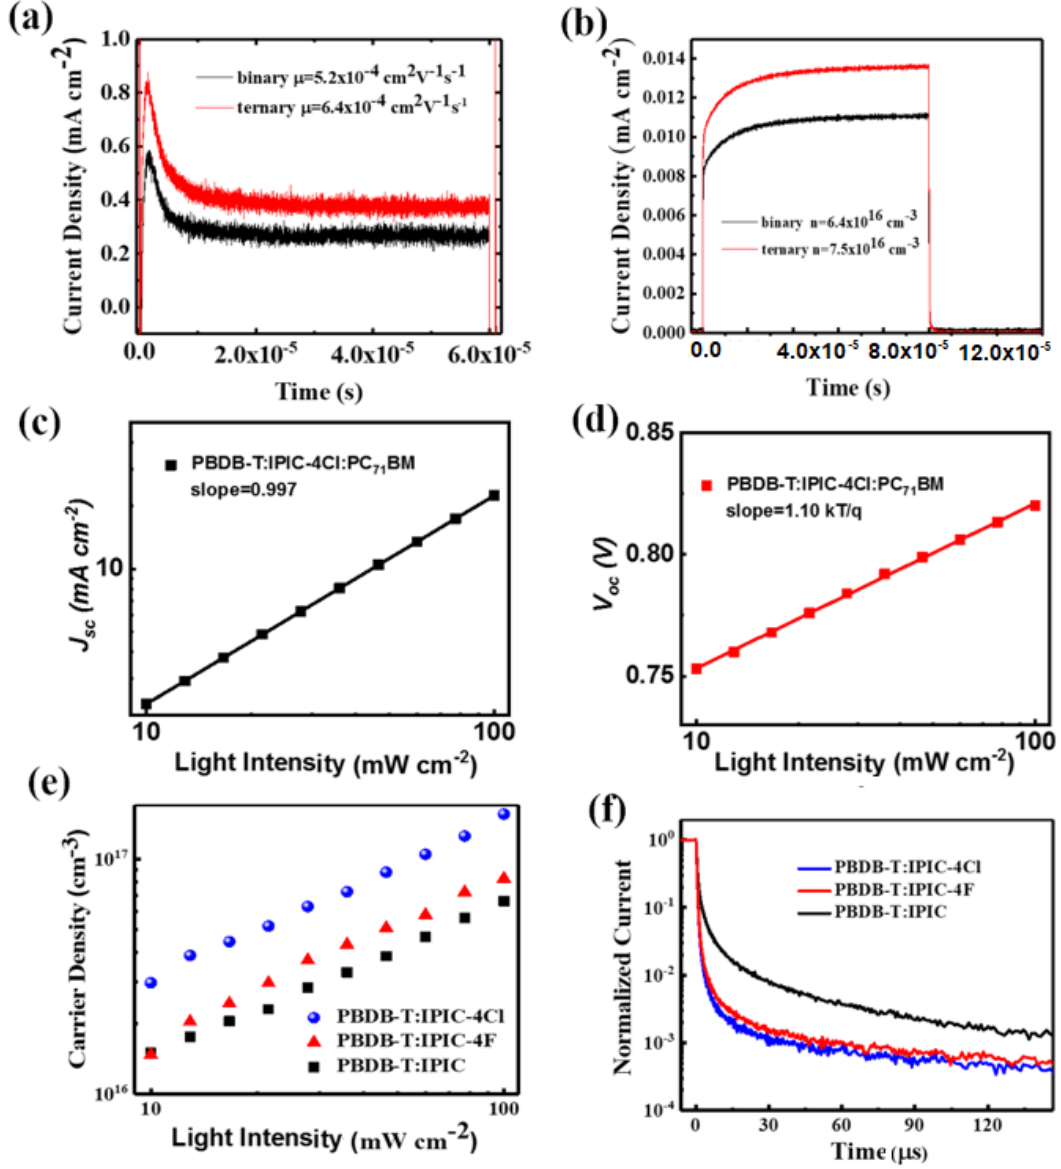 (a)
Current Density (mA cm⁻²)
1.0
0.8
0.6
0.4
0.2
0.0
binary μ=5.2x10⁻⁴ cm²V⁻¹s⁻¹
ternary μ=6.4x10⁻⁴ cm²V⁻¹s⁻¹
0.0 2.0x10⁻⁵ 4.0x10⁻⁵ 6.0x10⁻⁵
Time (s)
(b)
Current Density (mA cm⁻²)
0.014
0.012
0.010
0.008
0.006
0.004
0.002
0.000
binary n=6.4x10¹⁶ cm⁻³
ternary n=7.5x10¹⁶ cm⁻³
0.0 4.0x10⁻⁵ 8.0x10⁻⁵ 12.0x10⁻⁵
Time (s)
(c)
Jsc (mA cm⁻²)
10
PBDB-T:IPIC-4Cl:PC₇₁BM
slope=0.997
10 100
Light Intensity (mW cm⁻²)
(d)
Voc (V)
0.85
0.80
0.75
PBDB-T:IPIC-4Cl:PC₇₁BM
slope=1.10 kT/q
10 100
Light Intensity (mW cm⁻²)
(e)
Carrier Density (cm⁻³)
10¹⁷
10¹⁶
PBDB-T:IPIC-4Cl
PBDB-T:IPIC-4F
PBDB-T:IPIC
10 100
Light Intensity (mW cm⁻²)
(f)
Normalized Current
10⁰
10⁻¹
10⁻²
10⁻³
10⁻⁴
PBDB-T:IPIC-4Cl
PBDB-T:IPIC-4F
PBDB-T:IPIC
0 30 60 90 120
Time (μs)